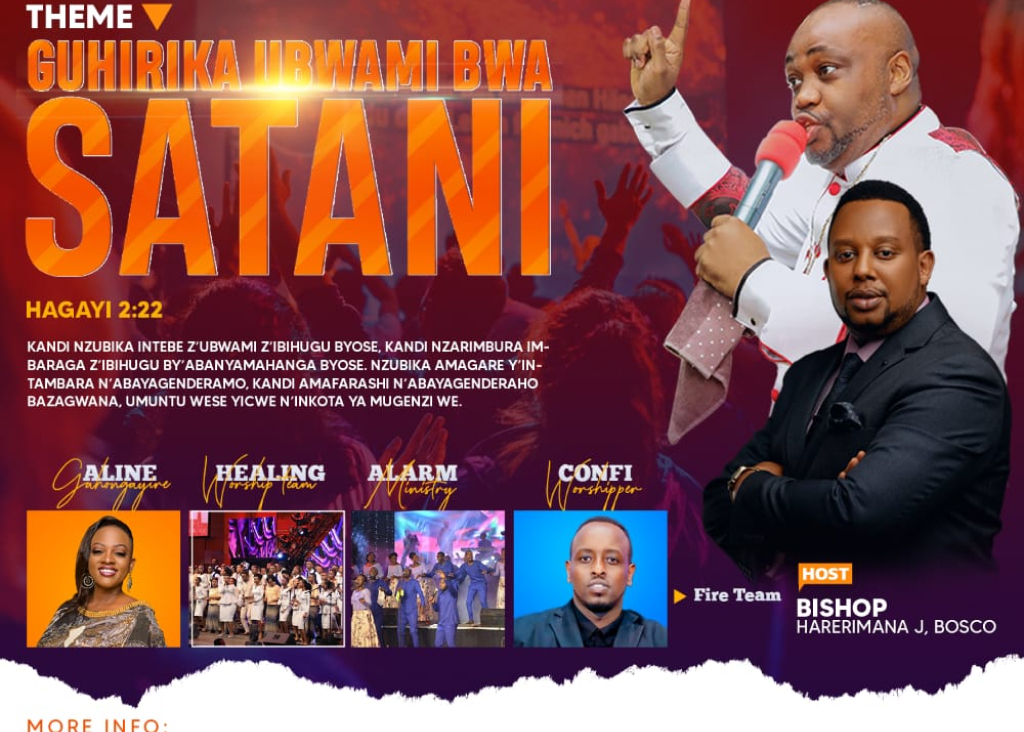 THEME
GUHIRIKA UBWAMI BWA
SATANI
HAGAYI 2:22
KANDI NZUBIKA INTEBE Z'UBWAMI Z'IBIHUGU BYOSE, KANDI NZARIMBURA IM-
BARAGA Z'IBIHUGU BY'ABANYAMAHANGA BYOSE. NZUBIKA AMAGARE Y'IN-
TAMBARA N'ABAYAGENDERAMO, KANDI AMAFARASHI N'ABAYAGENDERAHO
BAZAGWANA, UMUNTU WESE YICWE N'INKOTA YA MUGENZI WE.
ALINE
Gahongayire
HEALING
Worship team
ALARM
Ministry
CONFI
Worshipper
Fire Team
HOST
BISHOP
HARERIMANA J, BOSCO
MORE INFO: